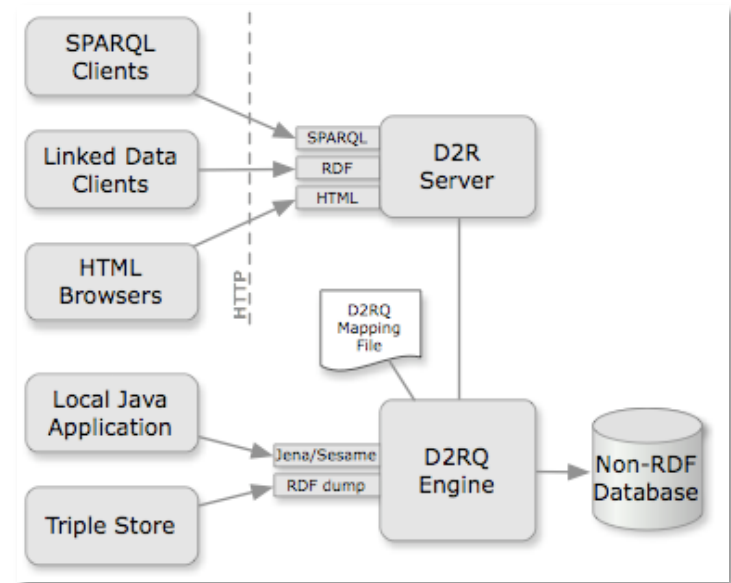 SPARQL
Clients
Linked Data
Clients
HTML
Browsers
HTTP
SPARQL
RDF
HTML
D2R
Server
D2RQ
Mapping
File
Local Java
Application
Triple Store
Jena/Sesame
RDF dump
D2RQ
Engine
Non-RDF
Database